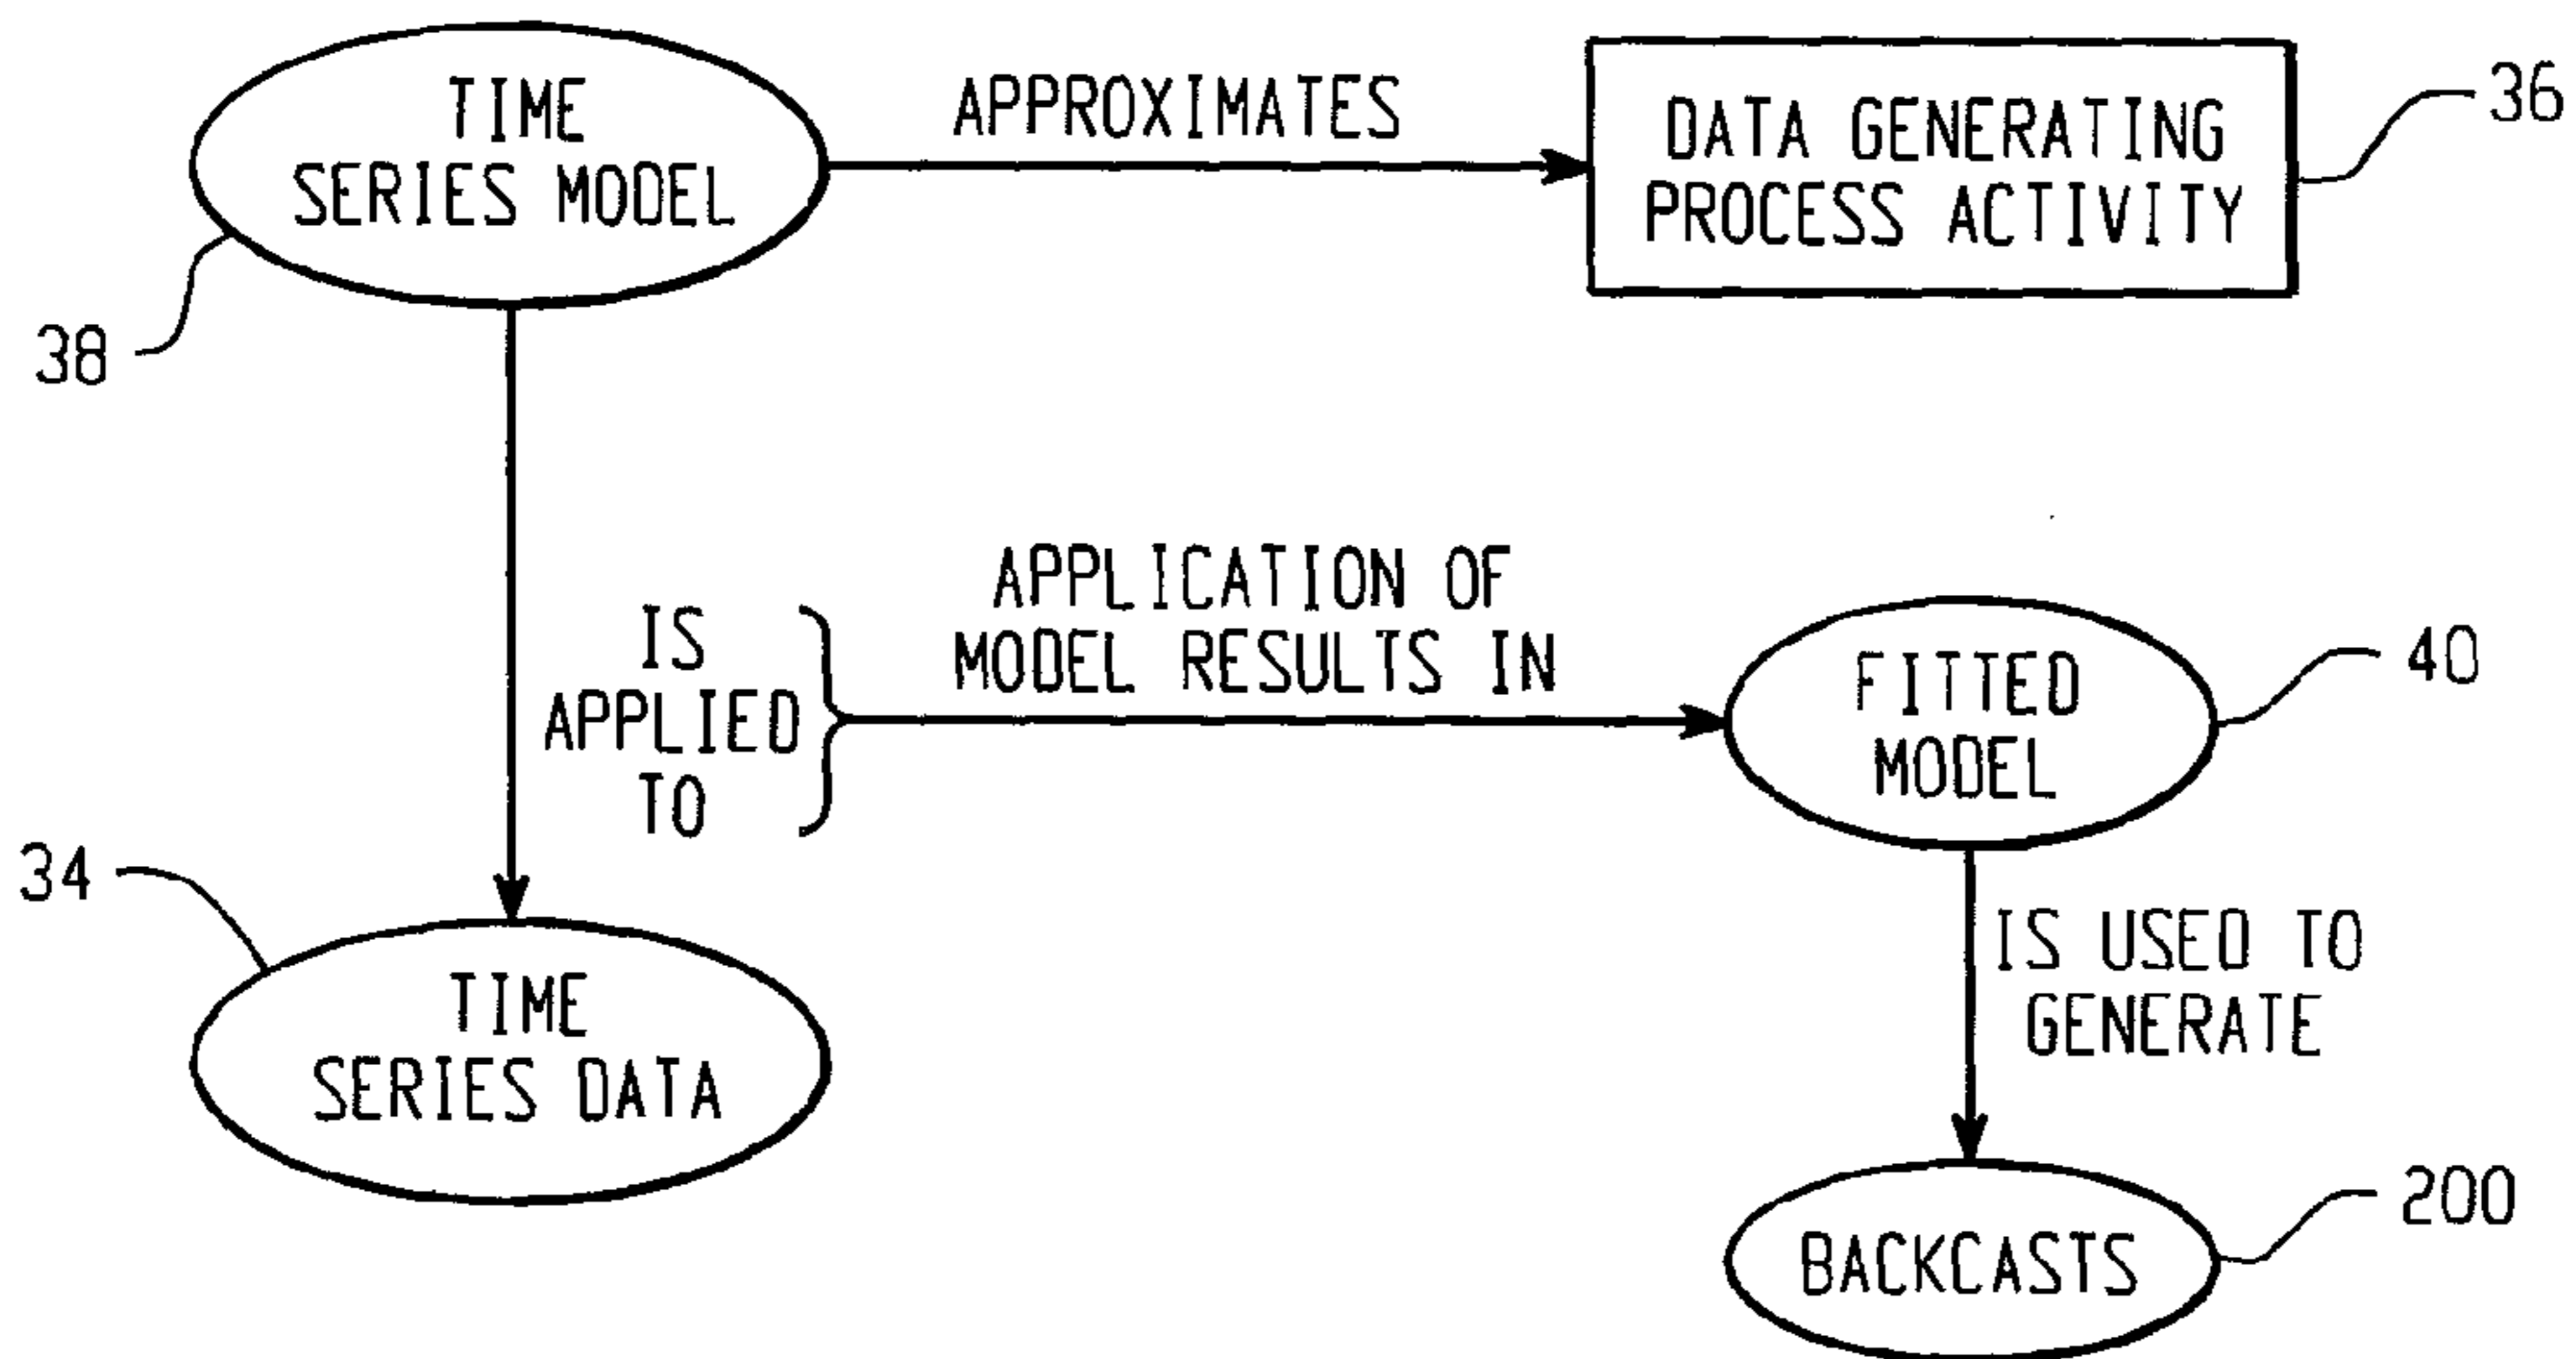 TIME
SERIES MODEL
APPROXIMATES
DATA GENERATING
PROCESS ACTIVITY
36
38
IS
APPLIED
TO
APPLICATION OF
MODEL RESULTS IN
FITTED
MODEL
40
34
TIME
SERIES DATA
IS USED TO
GENERATE
BACKCASTS
200